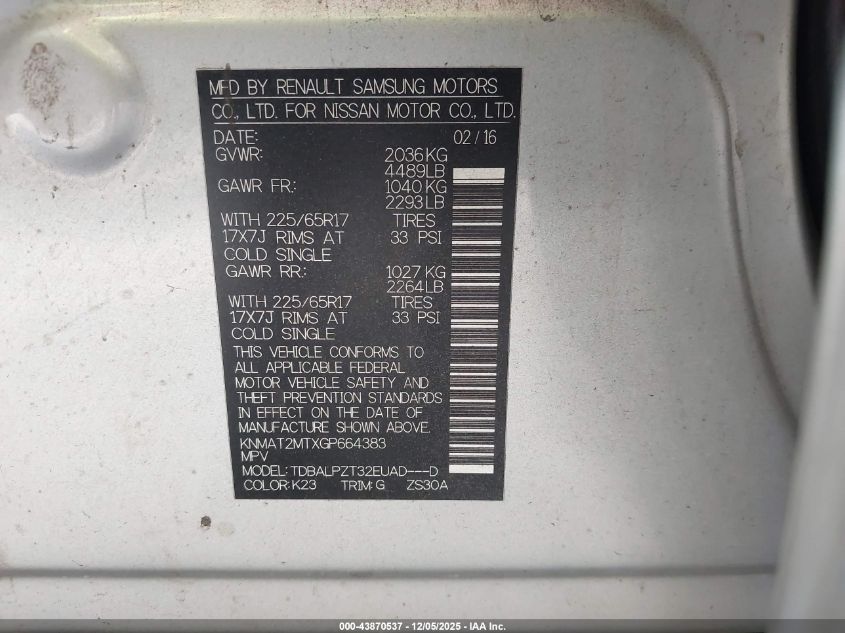 MFD BY RENAULT SAMSUNG MOTORS
CO., LTD. FOR NISSAN MOTOR CO., LTD.
DATE: 02/16
GVWR: 2036KG
4489LB
GAWR FR: 1040KG
2293LB
WITH 225/65R17 TIRES
17X7J RIMS AT 33 PSI
COLD SINGLE
GAWR RR: 1027KG
2264LB
WITH 225/65R17 TIRES
17X7J RIMS AT 33 PSI
COLD SINGLE
THIS VEHICLE CONFORMS TO
ALL APPLICABLE FEDERAL
MOTOR VEHICLE SAFETY AND
THEFT PREVENTION STANDARDS
IN EFFECT ON THE DATE OF
MANUFACTURE SHOWN ABOVE.
KNMAT2MTXGP664383
MPV
MODEL:TDBALPZT32EUAD---D
COLOR:K23 TRIM:G ZS30A
000-43870537 - 12/05/2025 - IAA Inc.